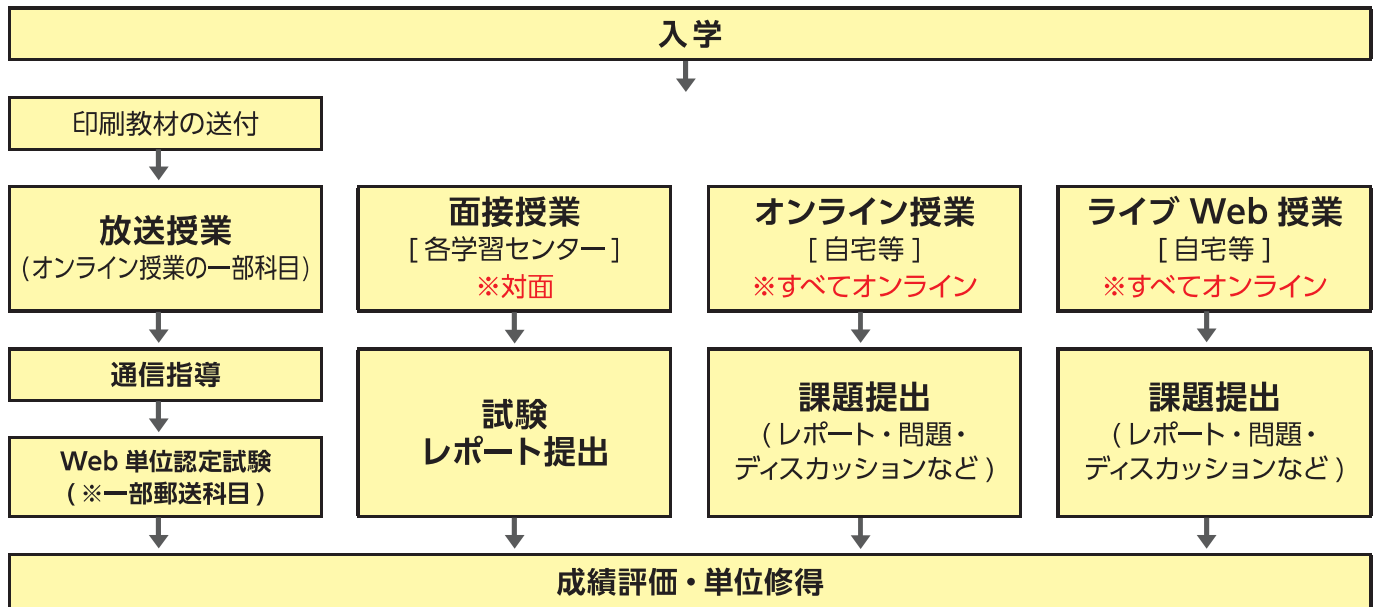 入学
印刷教材の送付
放送授業
(オンライン授業の一部科目)
通信指導
Web 単位認定試験
(※一部郵送科目)
面接授業
[ 各学習センター ]
※対面
試験
レポート提出
オンライン授業
[ 自宅等 ]
※すべてオンライン
課題提出
( レポート・問題・
ディスカッションなど )
ライブ Web 授業
[ 自宅等 ]
※すべてオンライン
課題提出
( レポート・問題・
ディスカッションなど )
成績評価・単位修得